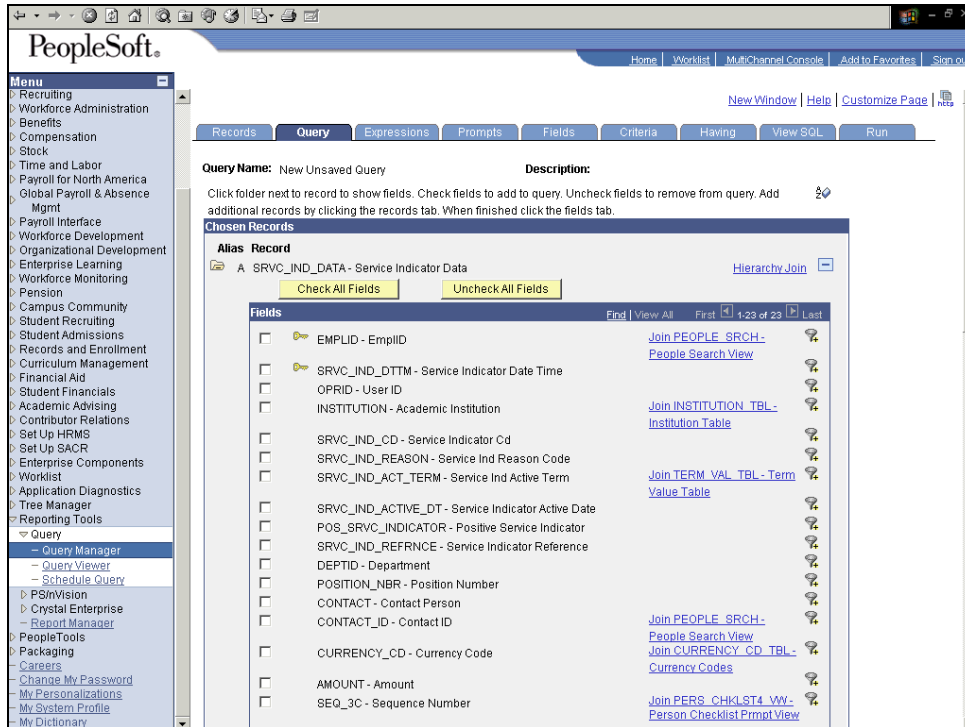 PeopleSoft.
Home | Worklist | MultiChannel Console | Add to Favorites | Sign ou
Menu
Recruiting
Workforce Administration
Benefits
Compensation
Stock
Time and Labor
Payroll for North America
Global Payroll & Absence
Mgmt
Payroll Interface
Workforce Development
Organizational Development
Enterprise Learning
Workforce Monitoring
Pension
Campus Community
Student Recruiting
Student Admissions
Records and Enrollment
Curriculum Management
Financial Aid
Student Financials
Academic Advising
Contributor Relations
Set Up HRMS
Set Up SACR
Enterprise Components
Worklist
Application Diagnostics
Tree Manager
Reporting Tools
Query
– Query Manager
– Query Viewer
– Schedule Query
PS/nVision
Crystal Enterprise
– Report Manager
PeopleTools
Packaging
– Careers
– Change My Password
– My Personalizations
– My System Profile
– My Dictionary
New Window | Help | Customize Page | http
Records Query Expressions Prompts Fields Criteria Having View SQL Run
Query Name: New Unsaved Query Description:
Click folder next to record to show fields. Check fields to add to query. Uncheck fields to remove from query. Add
additional records by clicking the records tab. When finished click the fields tab.
Chosen Records
Alias Record
A SRVC_IND_DATA - Service Indicator Data Hierarchy Join
Check All Fields Uncheck All Fields
Fields Find | View All First 1-23 of 23 Last
EMPLID - EmplID Join PEOPLE_SRCH -
People Search View
SRVC_IND_DTTM - Service Indicator Date Time
OPRID - User ID
INSTITUTION - Academic Institution Join INSTITUTION_TBL -
Institution Table
SRVC_IND_CD - Service Indicator Cd
SRVC_IND_REASON - Service Ind Reason Code
SRVC_IND_ACT_TERM - Service Ind Active Term Join TERM_VAL_TBL - Term
Value Table
SRVC_IND_ACTIVE_DT - Service Indicator Active Date
POS_SRVC_INDICATOR - Positive Service Indicator
SRVC_IND_REFRNCE - Service Indicator Reference
DEPTID - Department
POSITION_NBR - Position Number
CONTACT - Contact Person
CONTACT_ID - Contact ID Join PEOPLE_SRCH -
People Search View
CURRENCY_CD - Currency Code Join CURRENCY_CD_TBL -
Currency Codes
AMOUNT - Amount
SEQ_3C - Sequence Number Join PERS_CHKLST4_VW -
Person Checklist Prmpt View